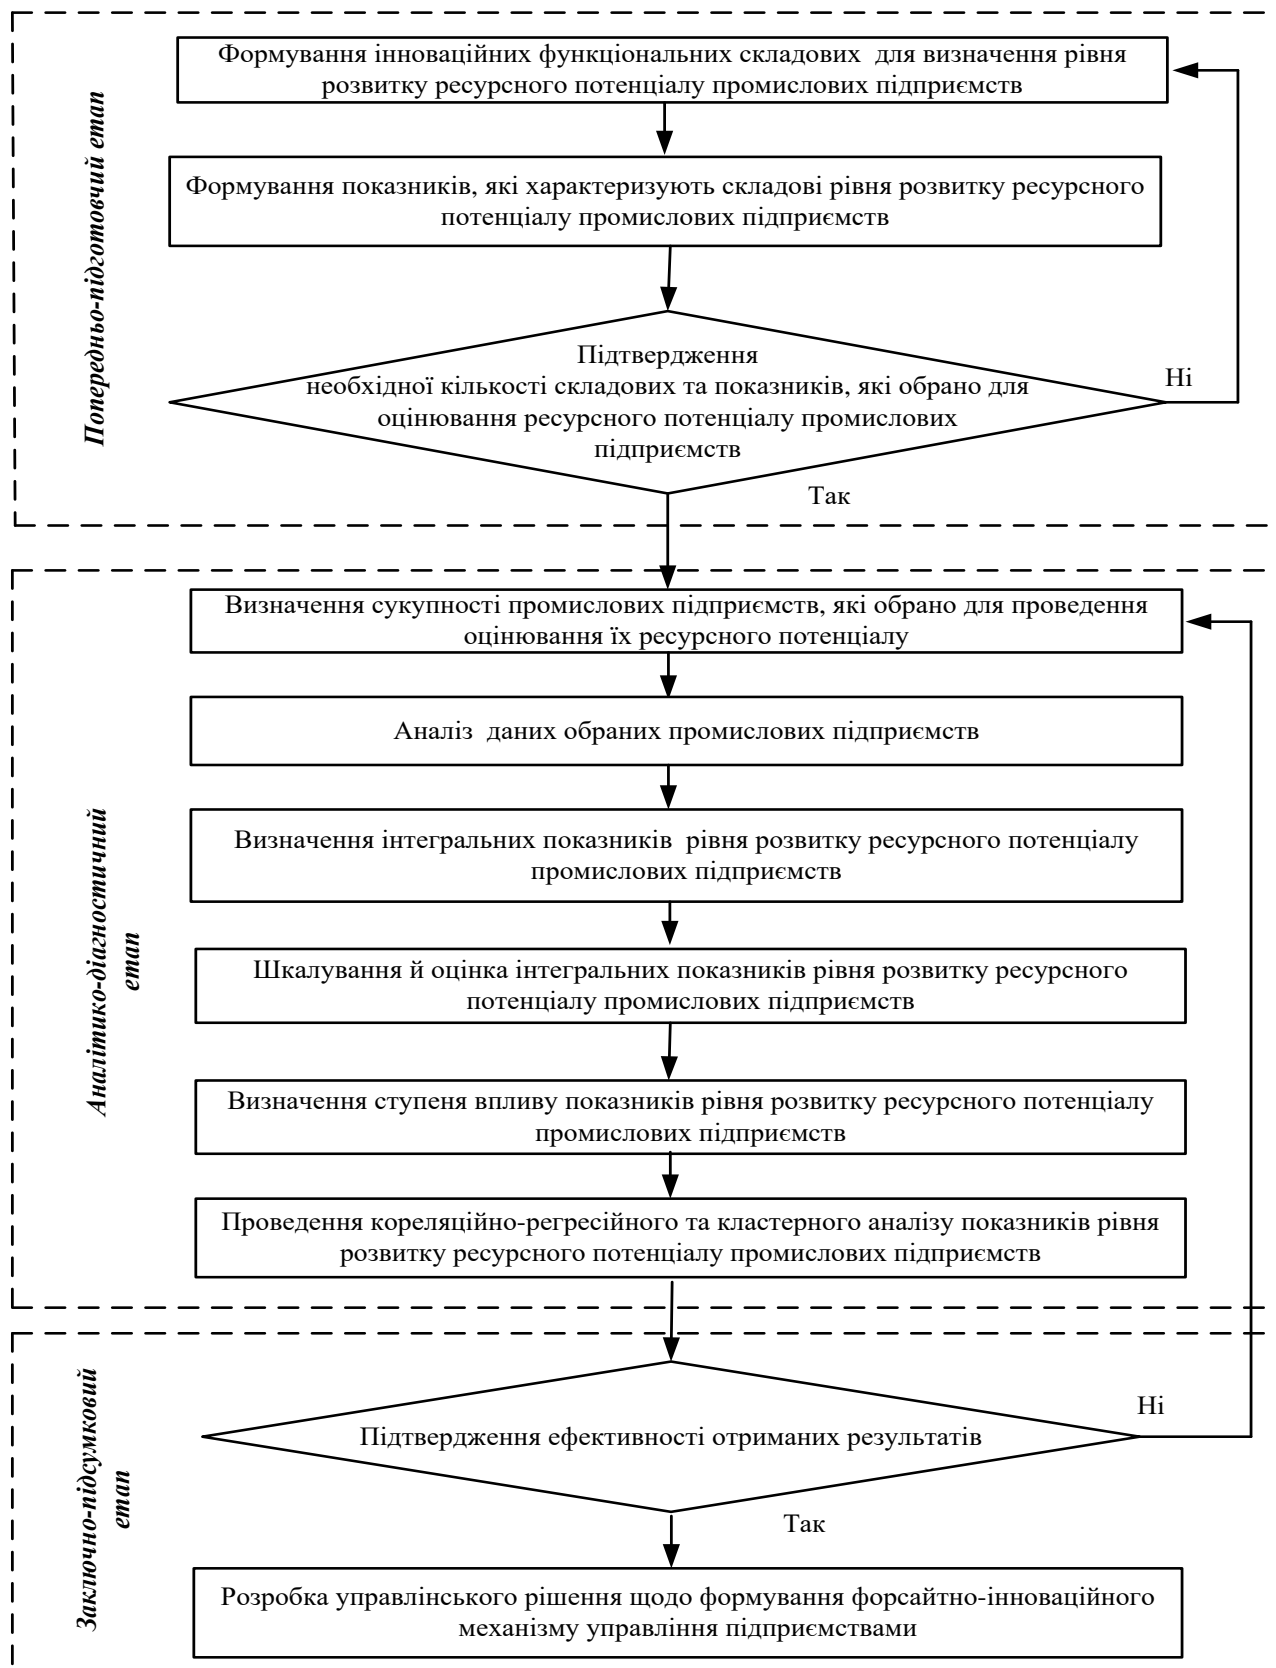 Формування інноваційних функціональних складових для визначення рівня
розвитку ресурсного потенціалу промислових підприємств
Попередньо-підготовчий етап
Формування показників, які характеризують складові рівня розвитку ресурсного
потенціалу промислових підприємств
Підтвердження
необхідної кількості складових та показників, які обрано для
оцінювання ресурсного потенціалу промислових
підприємств
Ні
Так
Визначення сукупності промислових підприємств, які обрано для проведення
оцінювання їх ресурсного потенціалу
Аналіз даних обраних промислових підприємств
Визначення інтегральних показників рівня розвитку ресурсного потенціалу
промислових підприємств
Аналітико-діагностичний
етап
Шкалування й оцінка інтегральних показників рівня розвитку ресурсного
потенціалу промислових підприємств
Визначення ступеня впливу показників рівня розвитку ресурсного потенціалу
промислових підприємств
Проведення кореляційно-регресійного та кластерного аналізу показників рівня
розвитку ресурсного потенціалу промислових підприємств
Заключно-підсумковий
етап
Підтвердження ефективності отриманих результатів
Ні
Так
Розробка управлінського рішення щодо формування форсайтно-інноваційного
механізму управління підприємствами